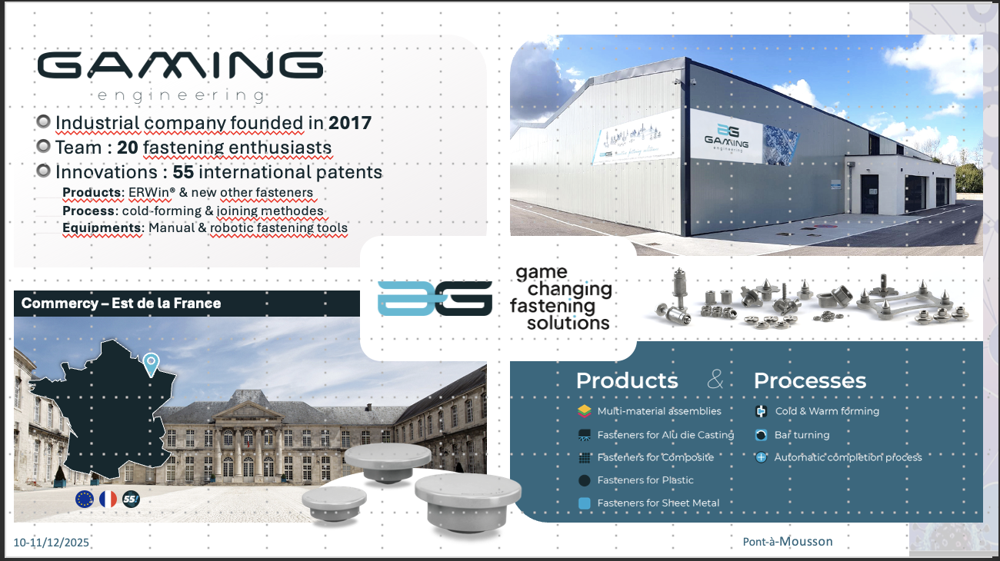 GAMING
engineering
Industrial company founded in 2017
Team : 20 fastening enthusiasts
Innovations : 55 international patents
Products: ERWin® & new other fasteners
Process: cold-forming & joining methodes
Equipments: Manual & robotic fastening tools
GAMING
engineering
Commercy – Est de la France
game
changing
fastening
solutions
Products & Processes
Multi-material assemblies
Fasteners for Alu die Casting
Fasteners for Composite
Fasteners for Plastic
Fasteners for Sheet Metal
Cold & Warm forming
Bar turning
Automatic completion process
55!
10-11/12/2025
Pont-à-Mousson